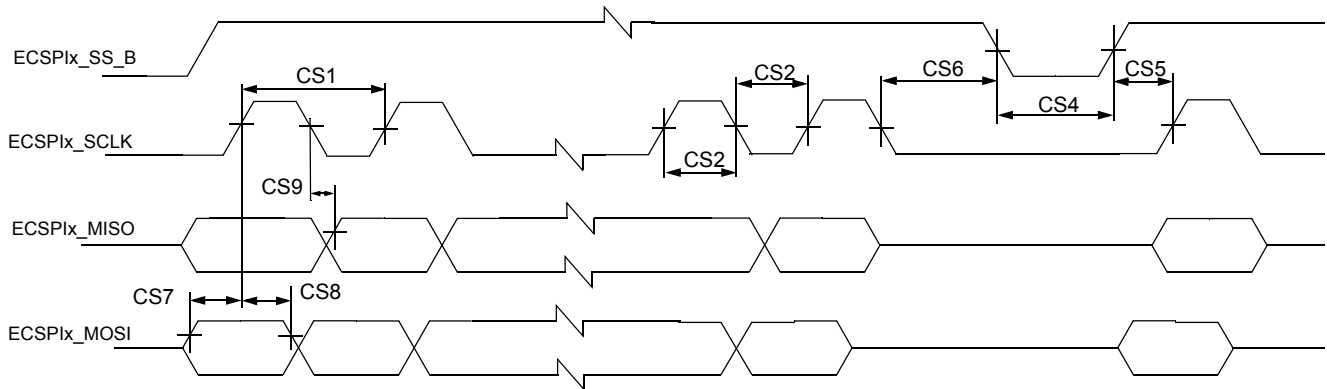 ECSPIx_SS_B
CS1
CS2
CS6
CS5
CS4
ECSPIx_SCLK
CS2
CS9
ECSPIx_MISO
CS7
CS8
ECSPIx_MOSI